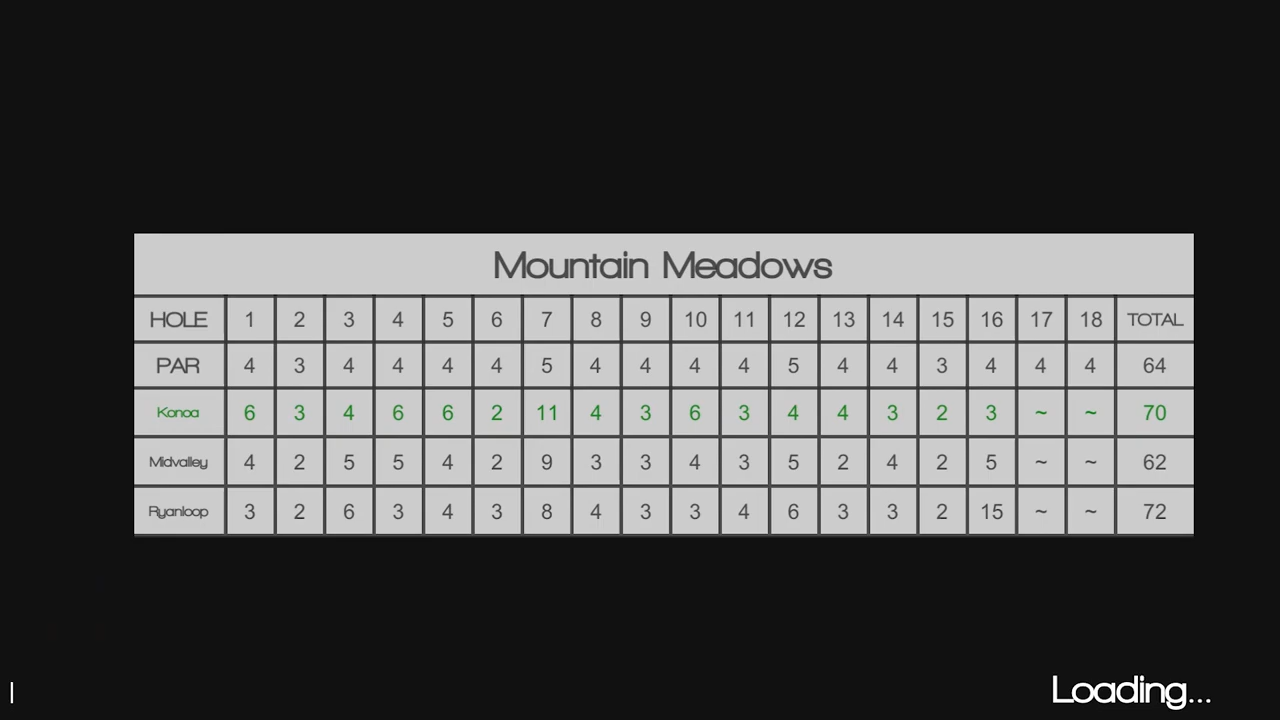 Mountain Meadows
HOLE 1 2 3 4 5 6 7 8 9 10 11 12 13 14 15 16 17 18 TOTAL
PAR 4 3 4 4 4 4 5 4 4 4 4 5 4 4 3 4 4 4 64
Konoa 6 3 4 6 6 2 11 4 3 6 3 4 4 3 2 3 ~ ~ 70
Midvalley 4 2 5 5 4 2 9 3 3 4 3 5 2 4 2 5 ~ ~ 62
Ryanloop 3 2 6 3 4 3 8 4 3 3 4 6 3 3 2 15 ~ ~ 72
| Loading...